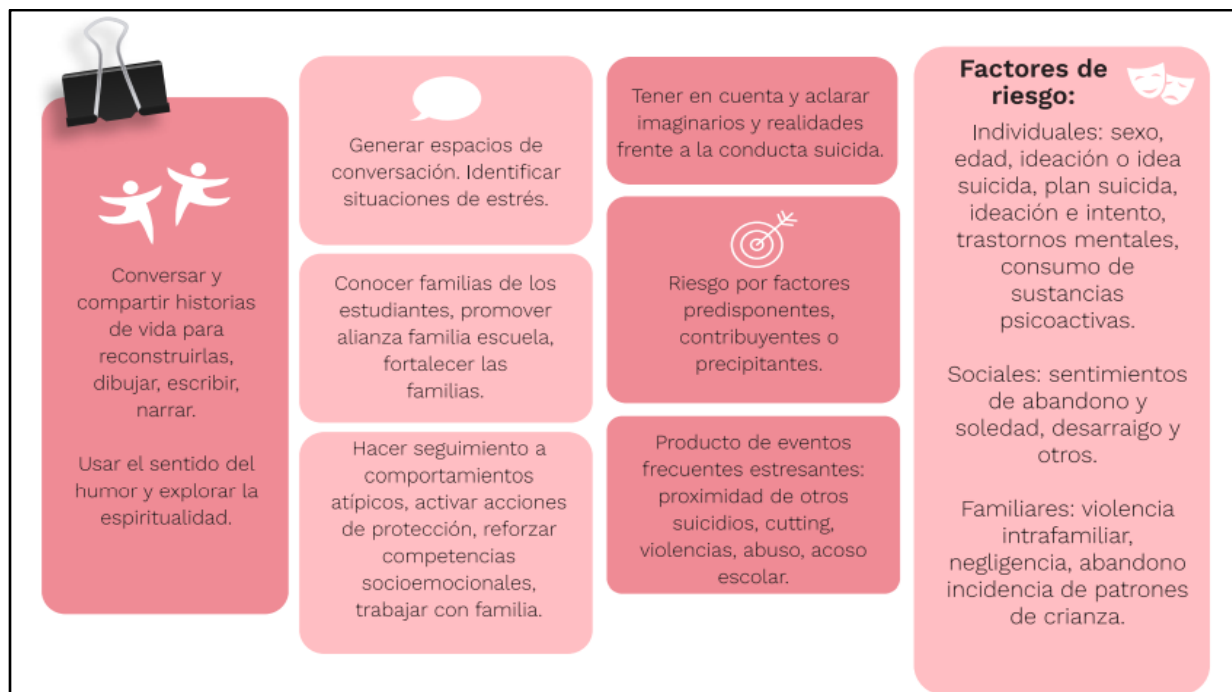 Conversar y
compartir historias
de vida para
reconstruirlas,
dibujar, escribir,
narrar.
Usar el sentido del
humor y explorar la
espiritualidad.
Generar espacios de
conversación. Identificar
situaciones de estrés.
Conocer familias de los
estudiantes, promover
alianza familia escuela,
fortalecer las
familias.
Hacer seguimiento a
comportamientos
atípicos, activar acciones
de protección, reforzar
competencias
socioemocionales,
trabajar con familia.
Tener en cuenta y aclarar
imaginarios y realidades
frente a la conducta suicida.
Riesgo por factores
predisponentes,
contribuyentes o
precipitantes.
Producto de eventos
frecuentes estresantes:
proximidad de otros
suicidios, cutting,
violencias, abuso, acoso
escolar.
Factores de
riesgo:
Individuales: sexo,
edad, ideación o idea
suicida, plan suicida,
ideación e intento,
trastornos mentales,
consumo de
sustancias
psicoactivas.
Sociales: sentimientos
de abandono y
soledad, desarraigo y
otros.
Familiares: violencia
intrafamiliar,
negligencia, abandono
incidencia de patrones
de crianza.